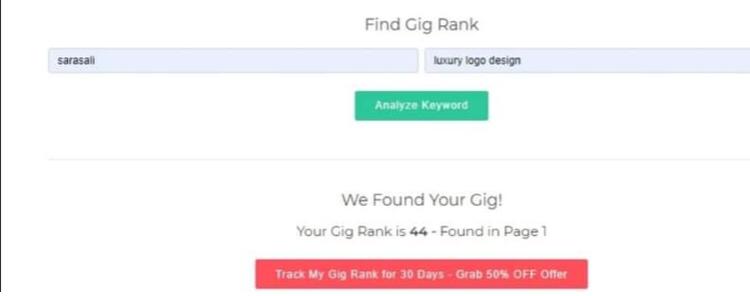 Find Gig Rank
sarasali luxury logo design
Analyze Keyword
We Found Your Gig!
Your Gig Rank is 44 - Found in Page 1
Track My Gig Rank for 30 Days - Grab 50% OFF Offer